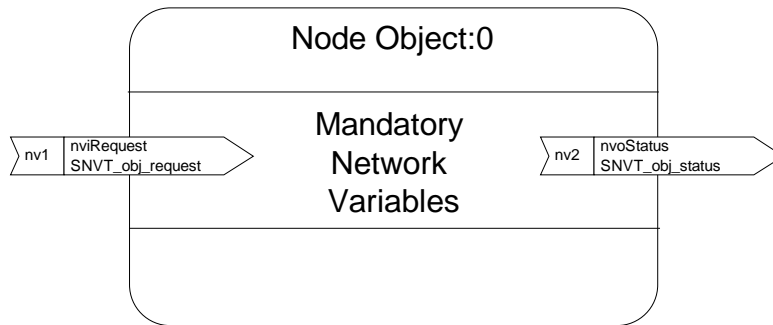 Node Object:0
Mandatory
Network
Variables
nv1
nviRequest
SNVT_obj_request
nv2
nvoStatus
SNVT_obj_status